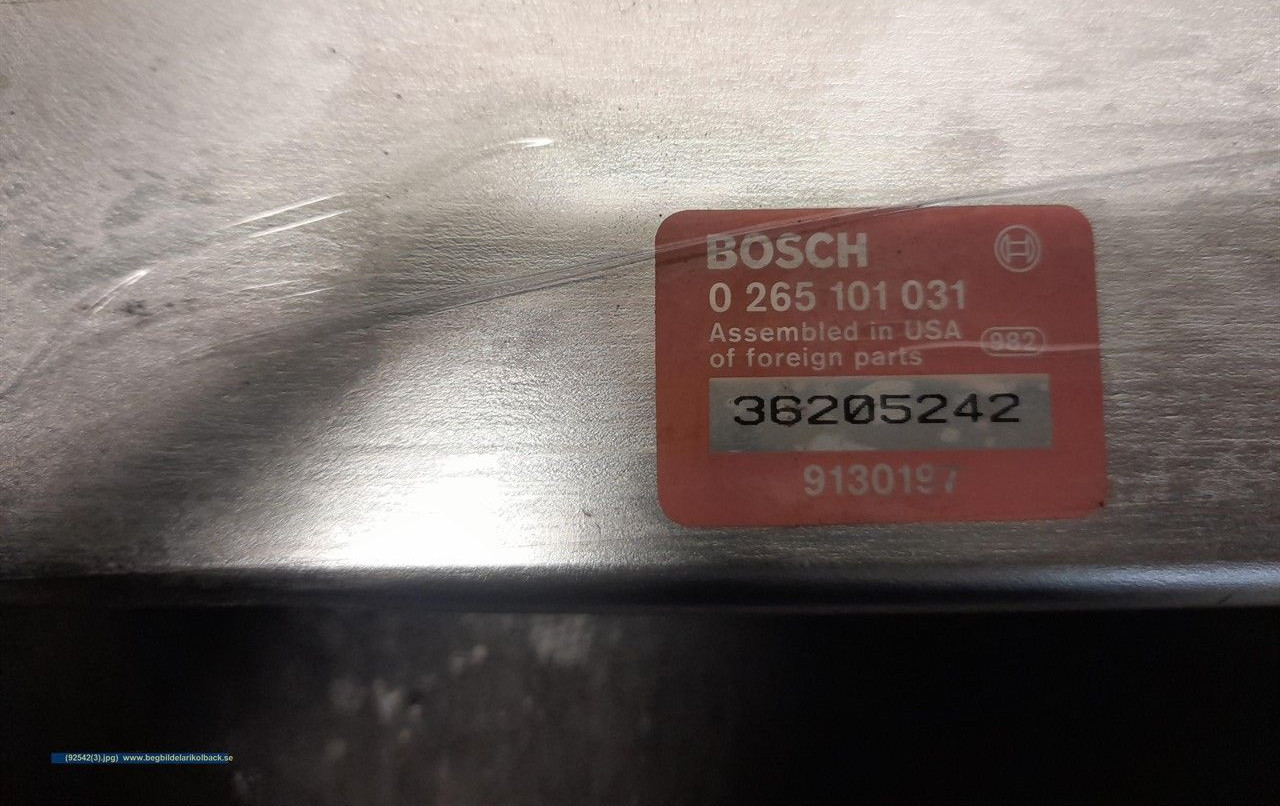 BOSCH
0 265 101 031
Assembled in USA
of foreign parts
982
36205242
9130197
(92542(3).jpg) www.begbildelarikolback.se